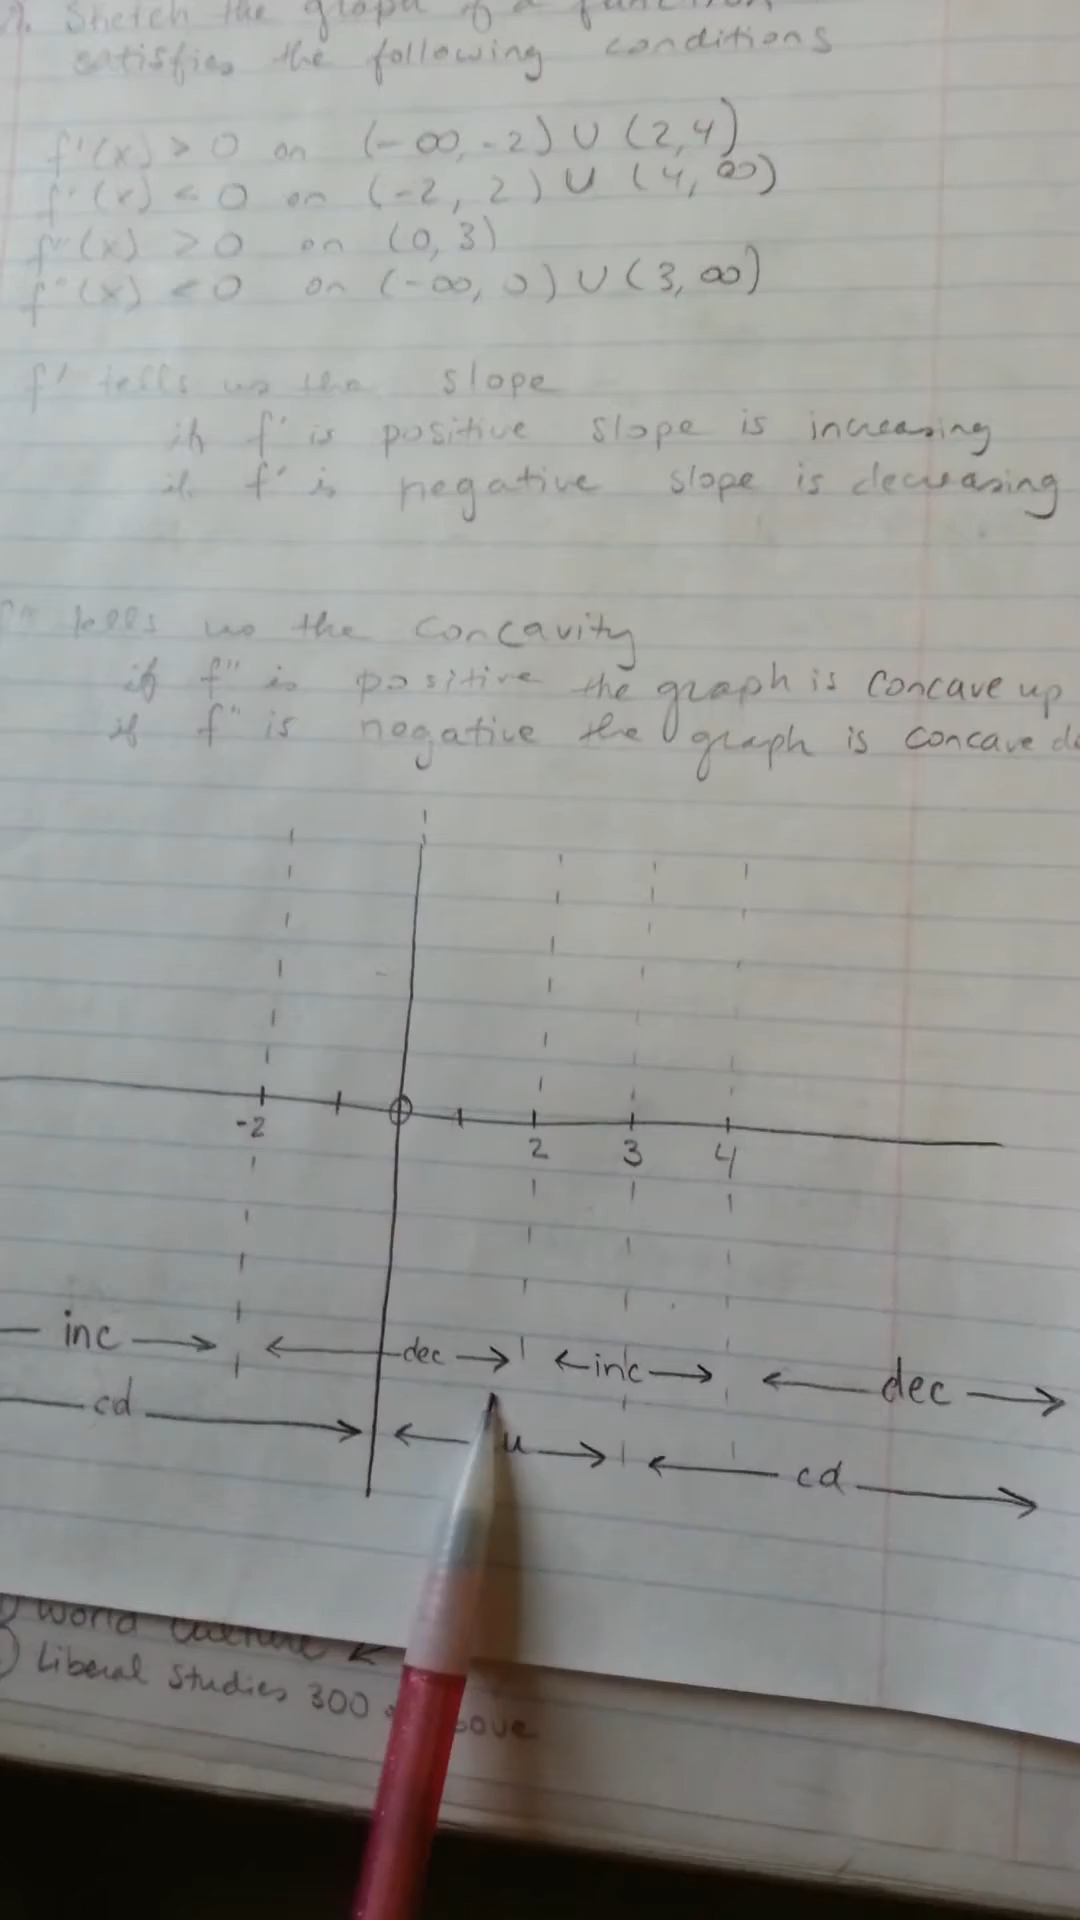 Sketch the graph of a function
satisfies the following conditions
f'(x) > 0 on (-∞, -2) ∪ (2,4)
f'(x) < 0 on (-2, 2) ∪ (4, ∞)
f"(x) > 0 on (0, 3)
f"(x) < 0 on (-∞, 0) ∪ (3, ∞)
f' tells us the slope
if f' is positive slope is increasing
if f' is negative slope is decreasing
f" tells us the concavity
if f" is positive the graph is concave up
if f" is negative the graph is concave
-2 2 3 4
inc dec inc dec
cd u cd
World Culture
Liberal Studies 300